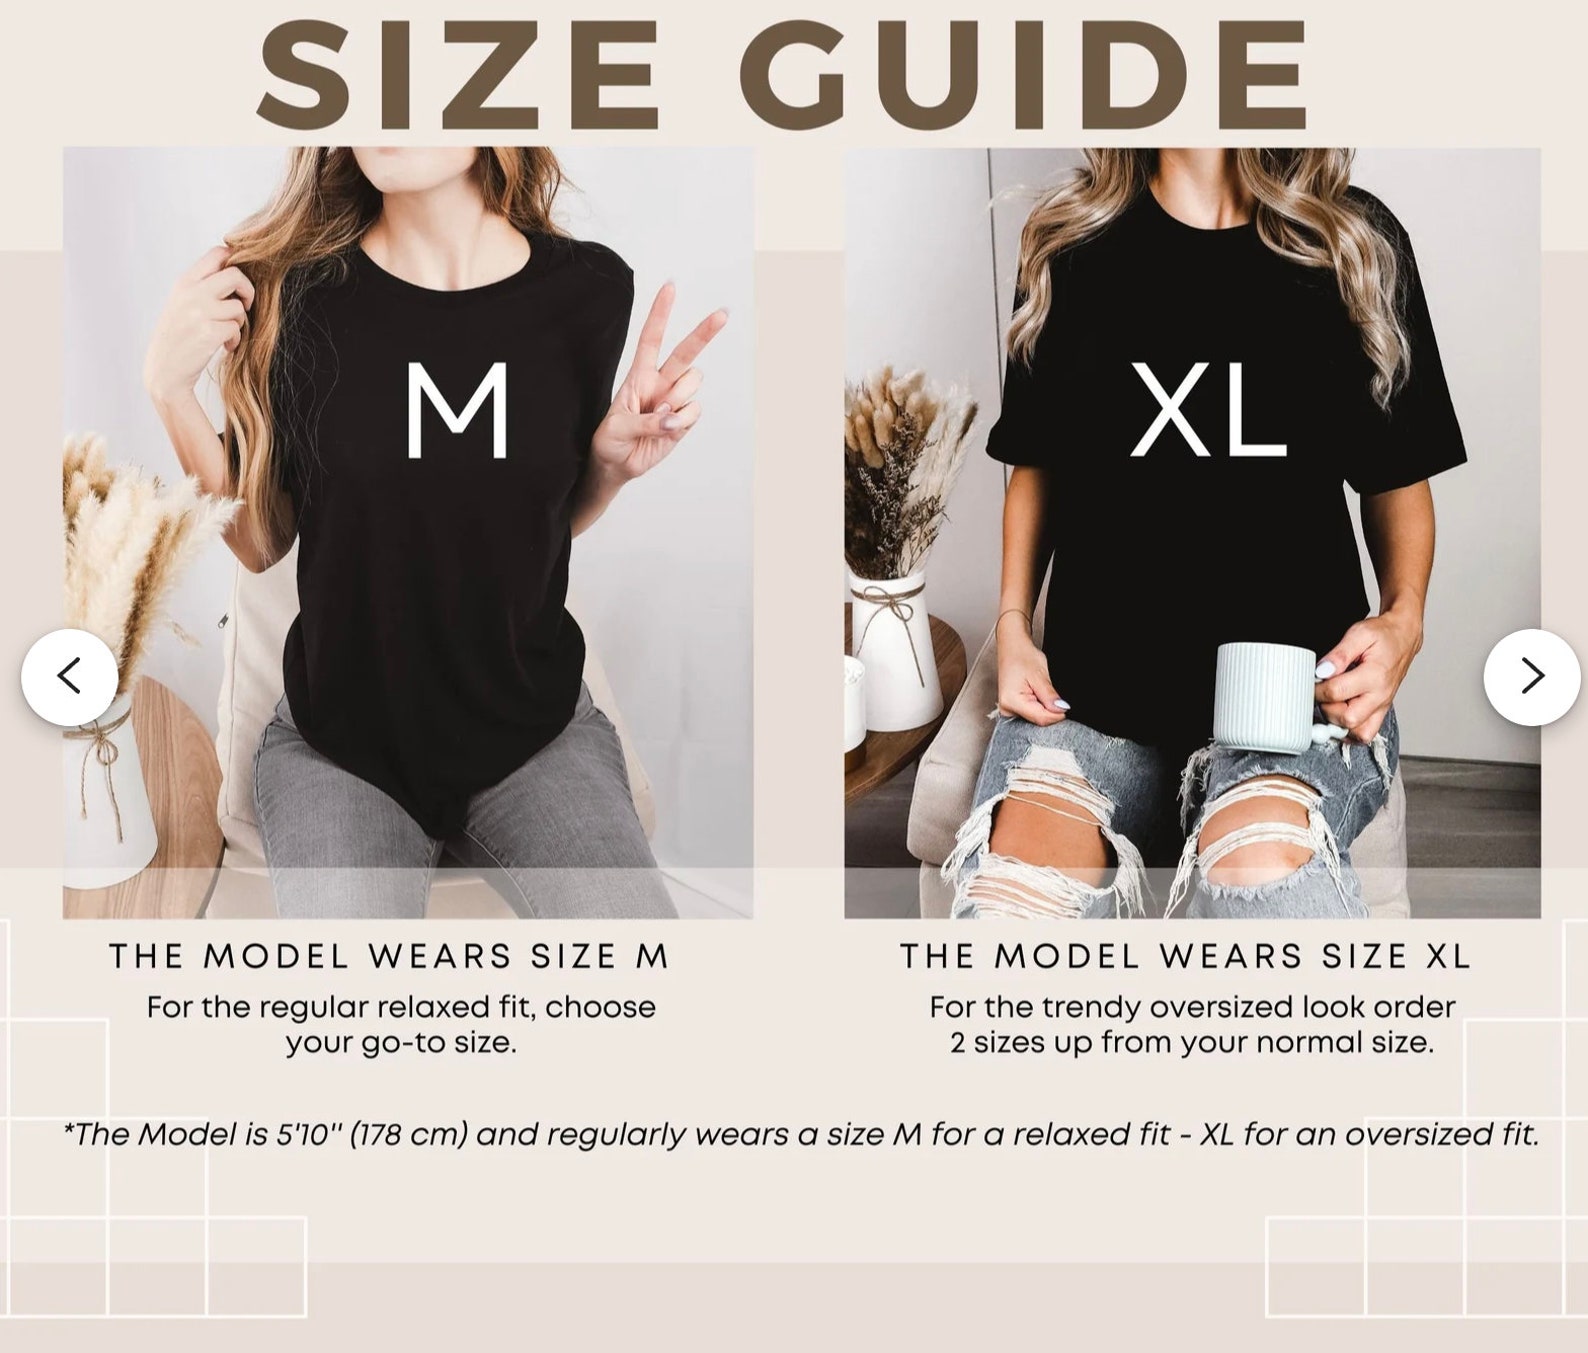 SIZE GUIDE
M
XL
THE MODEL WEARS SIZE M
For the regular relaxed fit, choose
your go-to size.
THE MODEL WEARS SIZE XL
For the trendy oversized look order
2 sizes up from your normal size.
*The Model is 5'10" (178 cm) and regularly wears a size M for a relaxed fit - XL for an oversized fit.